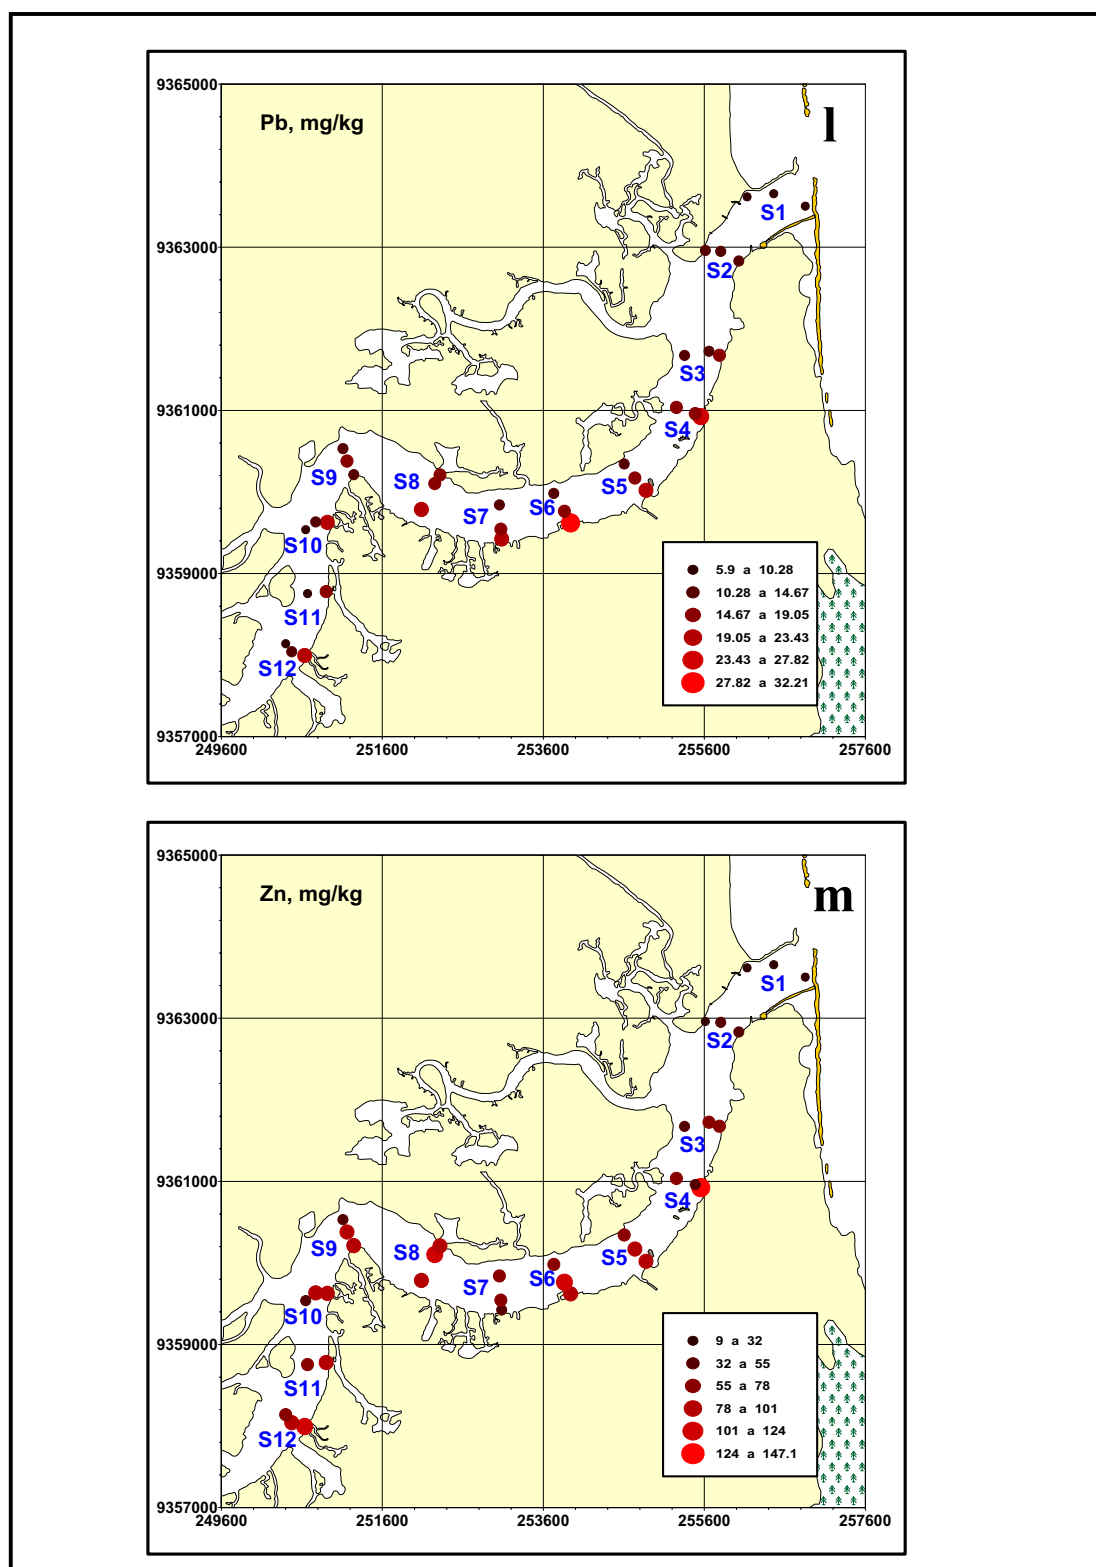 9365000
Pb, mg/kg
l
S1
9363000
S2
S3
9361000
S4
S9
S8
S5
S6
S7
S10
9359000
5.9 a 10.28
10.28 a 14.67
S11
14.67 a 19.05
19.05 a 23.43
S12
23.43 a 27.82
27.82 a 32.21
9357000
249600 251600 253600 255600 257600
9365000
Zn, mg/kg
m
S1
9363000
S2
S3
9361000
S4
S9
S8
S5
S6
S7
S10
9359000
9 a 32
32 a 55
S11
55 a 78
78 a 101
S12
101 a 124
124 a 147.1
9357000
249600 251600 253600 255600 257600